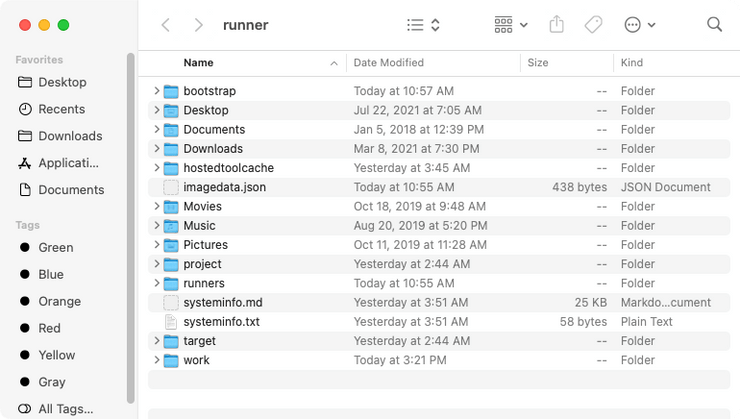 runner
Favorites
Desktop
Recents
Downloads
Applicati...
Documents
Tags
Green
Blue
Orange
Red
Yellow
Gray
All Tags...
Name Date Modified Size Kind
bootstrap Today at 10:57 AM -- Folder
Desktop Jul 22, 2021 at 7:05 AM -- Folder
Documents Jan 5, 2018 at 12:39 PM -- Folder
Downloads Mar 8, 2021 at 7:30 PM -- Folder
hostedtoolcache Yesterday at 3:45 AM -- Folder
imagedata.json Today at 10:55 AM 438 bytes JSON Document
Movies Oct 18, 2019 at 9:48 AM -- Folder
Music Aug 20, 2019 at 5:20 PM -- Folder
Pictures Oct 11, 2019 at 11:28 AM -- Folder
project Yesterday at 2:44 AM -- Folder
runners Today at 10:55 AM -- Folder
systeminfo.md Yesterday at 3:51 AM 25 KB Markdo...cument
systeminfo.txt Yesterday at 3:51 AM 58 bytes Plain Text
target Yesterday at 2:44 AM -- Folder
work Today at 3:21 PM -- Folder